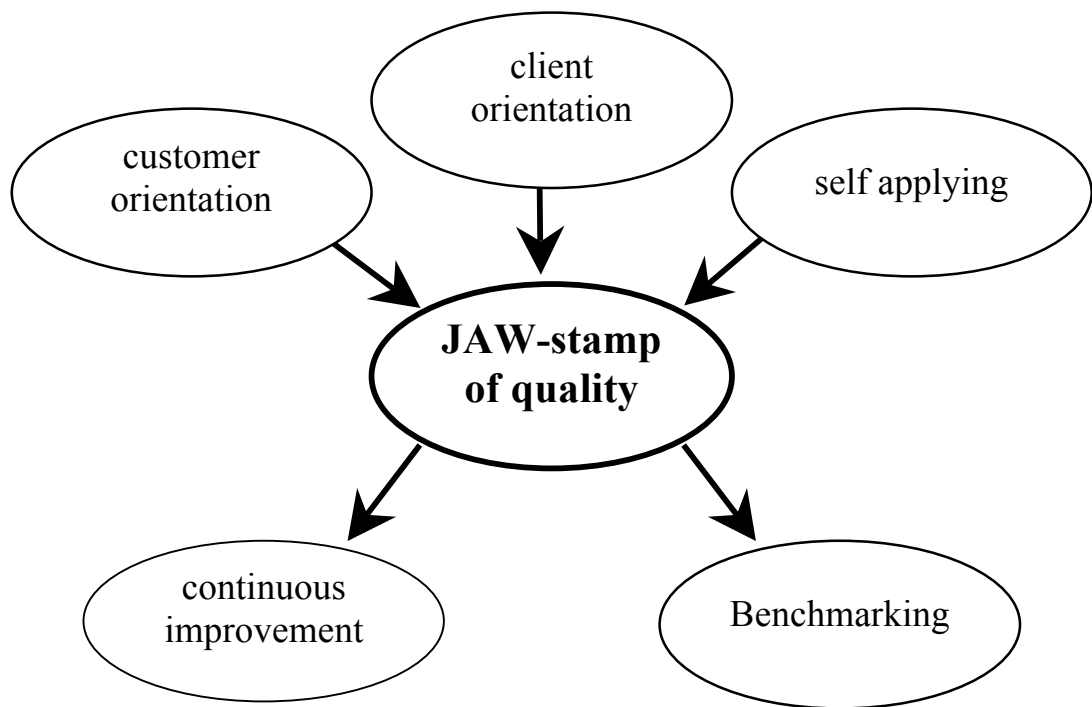 client
orientation
customer
orientation
self applying
JAW-stamp
of quality
continuous
improvement
Benchmarking